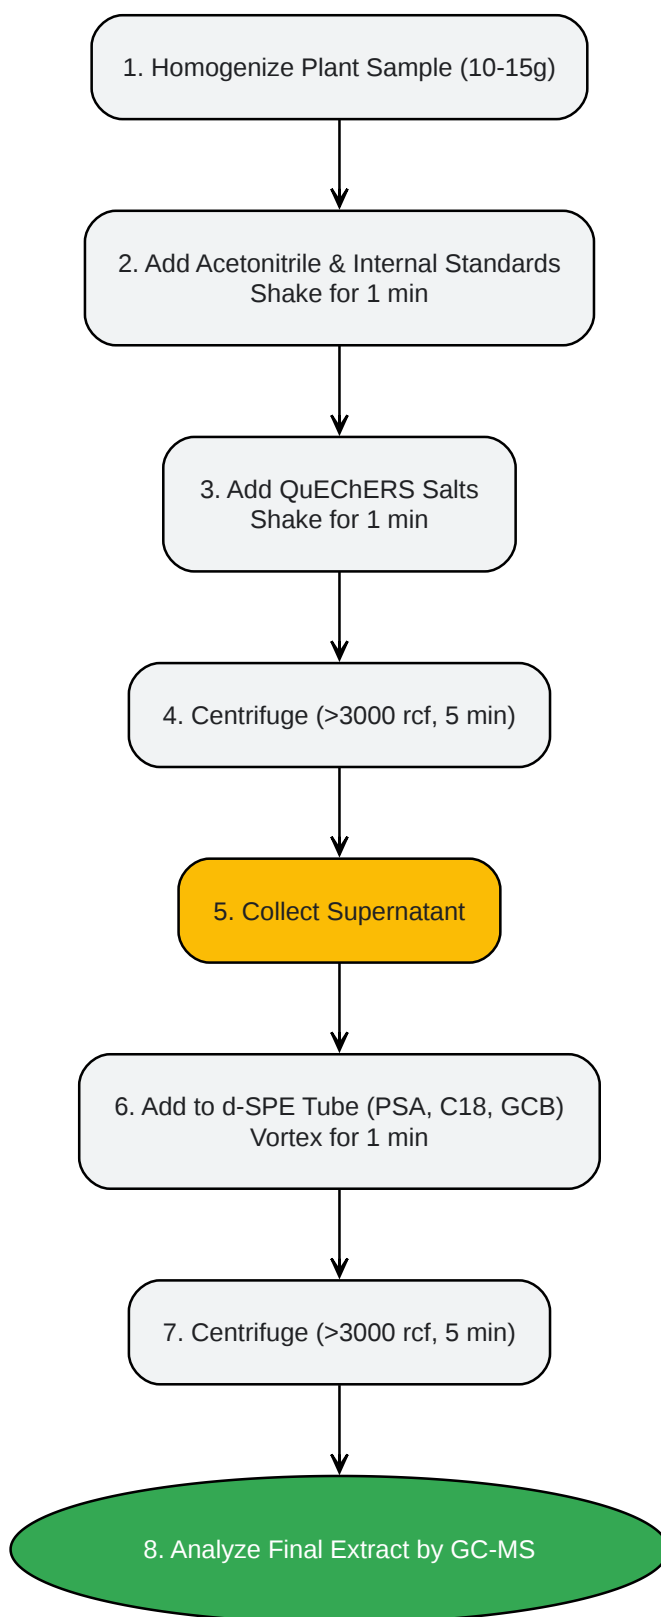 1. Homogenize Plant Sample (10-15g)
2. Add Acetonitrile & Internal Standards
Shake for 1 min
3. Add QuEChERS Salts
Shake for 1 min
4. Centrifuge (>3000 rcf, 5 min)
5. Collect Supernatant
6. Add to d-SPE Tube (PSA, C18, GCB)
Vortex for 1 min
7. Centrifuge (>3000 rcf, 5 min)
8. Analyze Final Extract by GC-MS